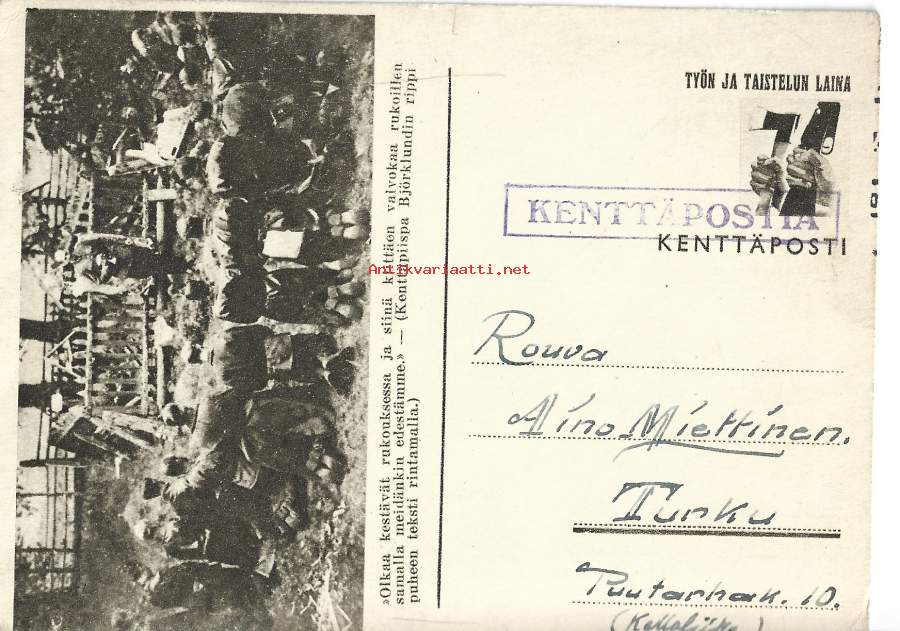 »Olkaa kestävät rukouksessa ja siinä kiittäen valvokaa rukoillen
samalla meidänkin edestämme.» — (Kenttäpiispa Björklundin rippi
puheen teksti rintamalla.)
TYÖN JA TAISTELUN LAINA
KENTTÄPOSTIA
KENTTÄPOSTI
Antikvariaatti.net
Rouva
Aino Miettinen.
Turku
Puutarhak. 10.